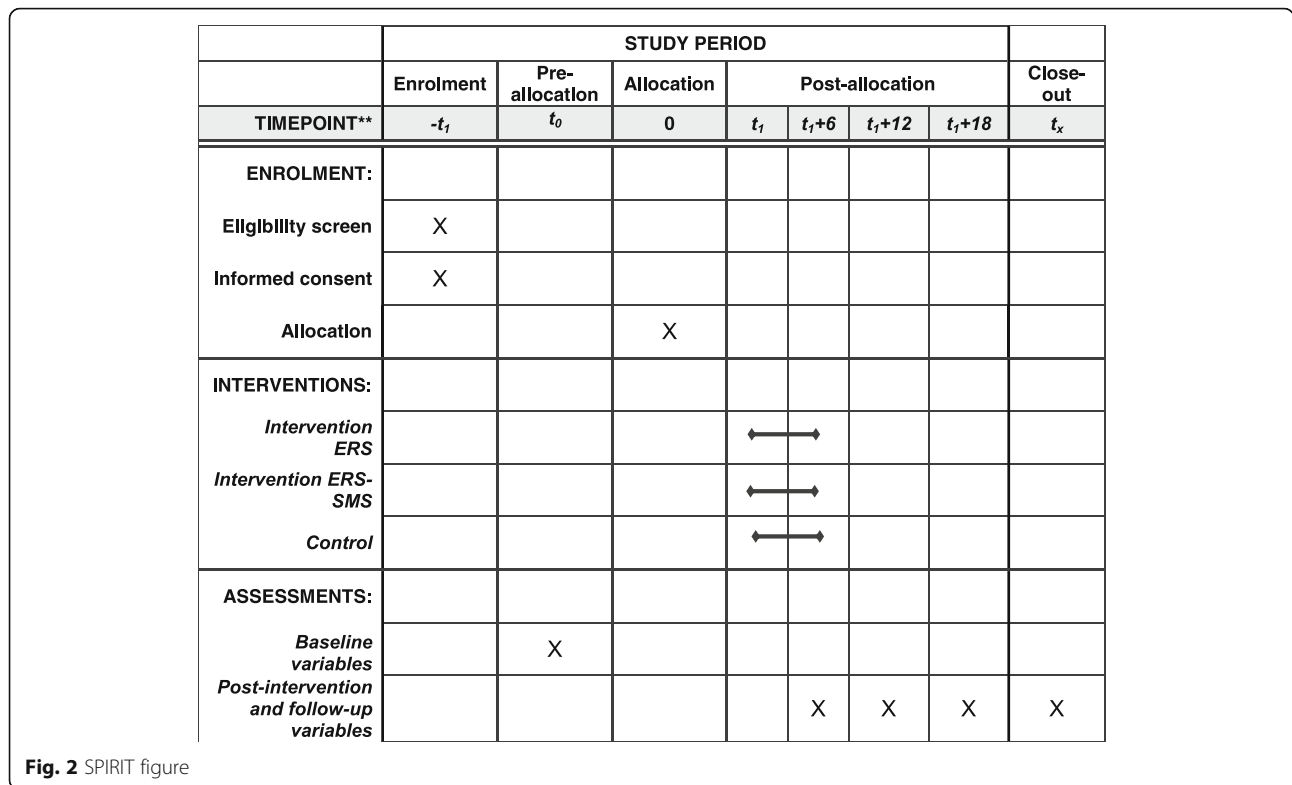 STUDY PERIOD
Enrolment Pre-allocation Allocation Post-allocation Close-out
TIMEPOINT** -t1 t0 0 t1 t1+6 t1+12 t1+18 tx
ENROLMENT:
Eligibility screen X
Informed consent X
Allocation X
INTERVENTIONS:
Intervention
ERS
Intervention ERS-
SMS
Control
ASSESSMENTS:
Baseline
variables X
Post-intervention
and follow-up
variables X X X X
Fig. 2 SPIRIT figure